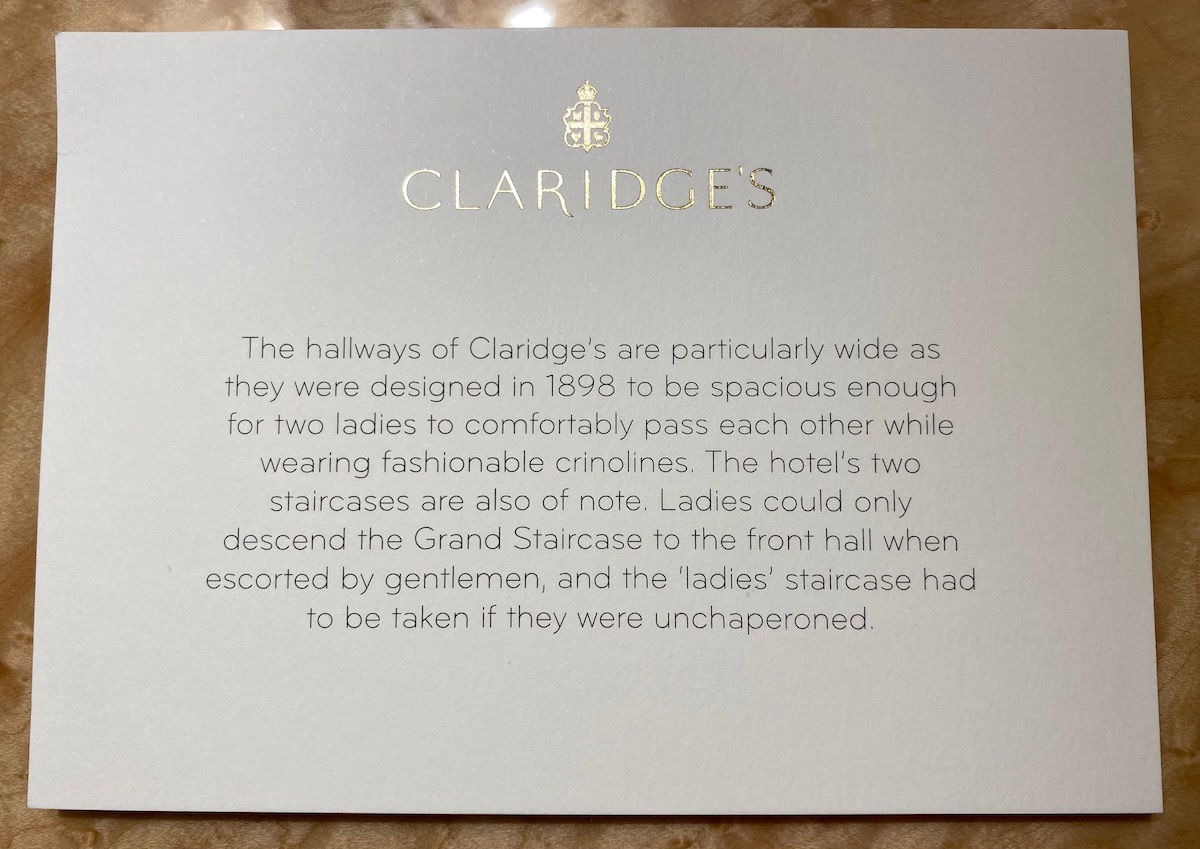 CLARIDGE'S
The hallways of Claridge's are particularly wide as
they were designed in 1898 to be spacious enough
for two ladies to comfortably pass each other while
wearing fashionable crinolines. The hotel's two
staircases are also of note. Ladies could only
descend the Grand Staircase to the front hall when
escorted by gentlemen, and the 'ladies' staircase had
to be taken if they were unchaperoned.